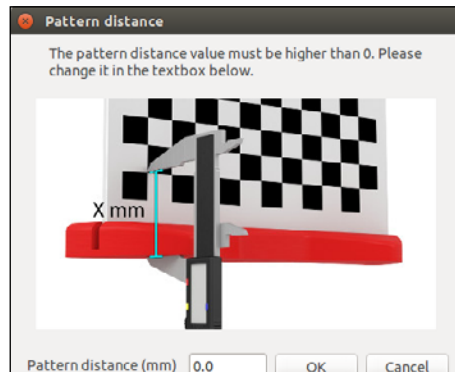 Pattern distance
The pattern distance value must be higher than 0. Please
change it in the textbox below.
X mm
Pattern distance (mm) 0.0 OK Cancel